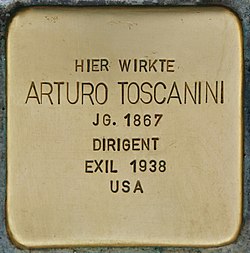 HIER WIRKTE
ARTURO TOSCANINI
JG. 1867
DIRIGENT
EXIL 1938
USA